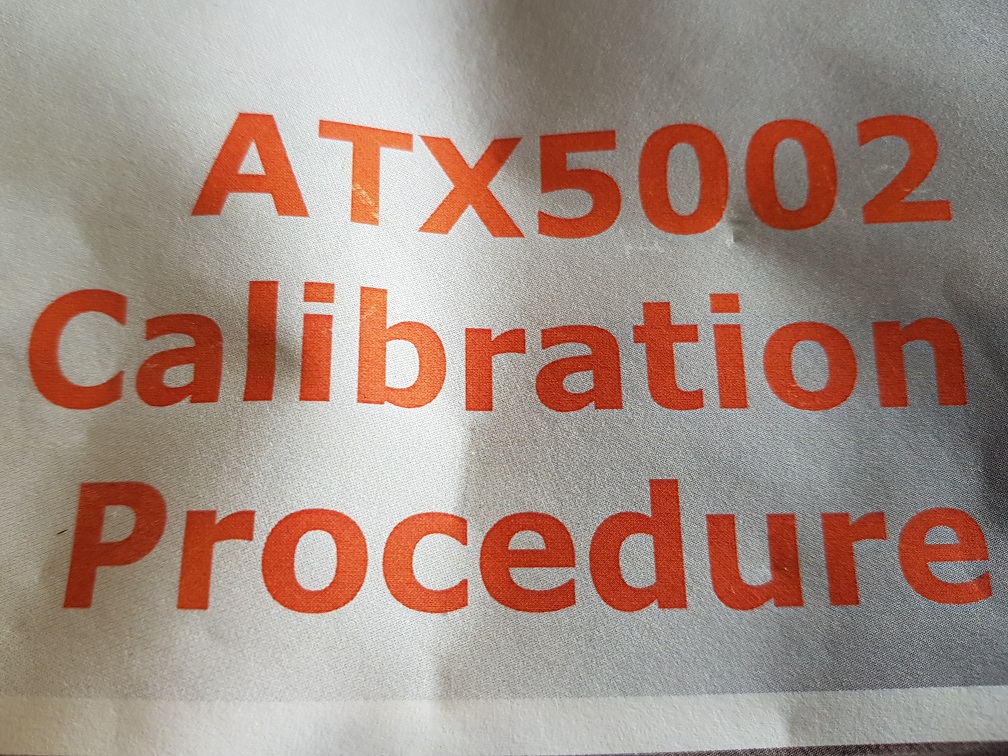 ATX5002
Calibration
Procedure